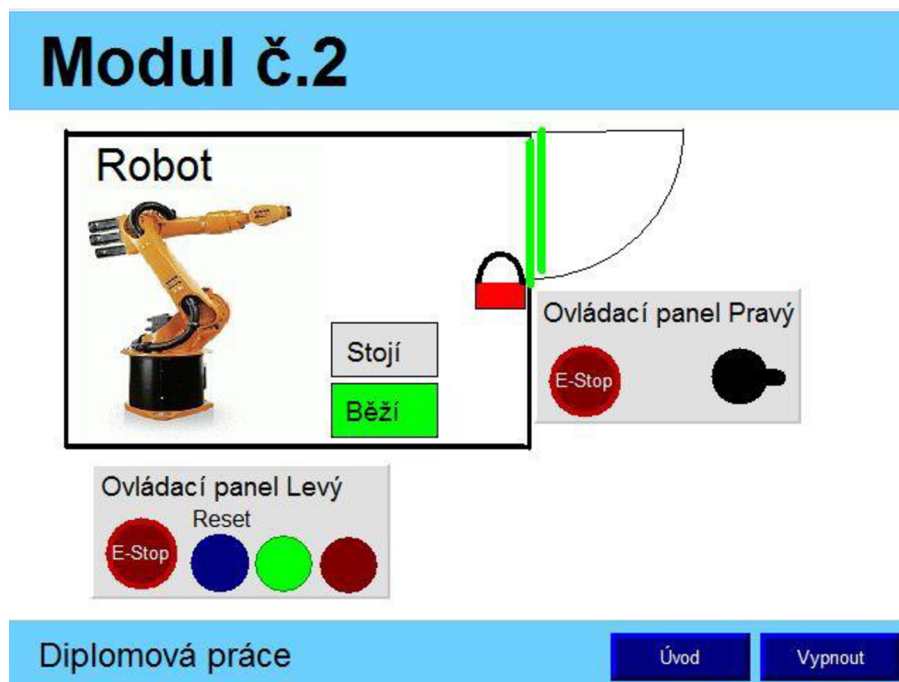 Modul č.2
Robot
Ovládací panel Pravý
Stojí
E-Stop
Běží
Ovládací panel Levý
Reset
E-Stop
Diplomová práce
Úvod
Vypnout